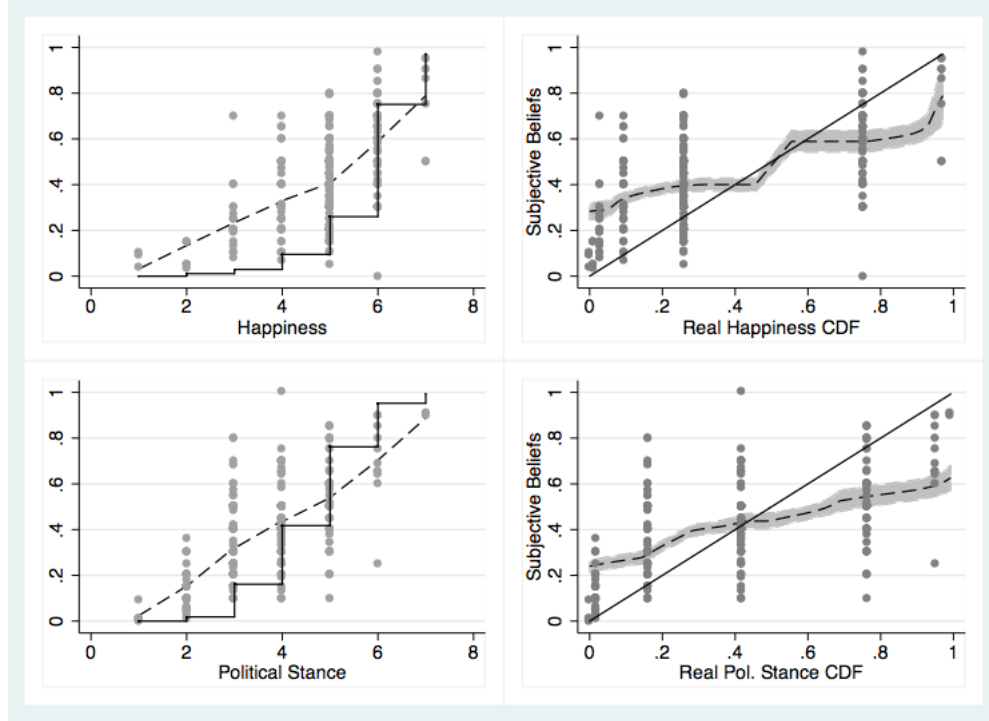 1
.8
.6
.4
.2
0
0 2 4 6 8
Happiness
Subjective Beliefs
1
.8
.6
.4
.2
0
0 .2 .4 .6 .8 1
Real Happiness CDF
1
.8
.6
.4
.2
0
0 2 4 6 8
Political Stance
Subjective Beliefs
1
.8
.6
.4
.2
0
0 .2 .4 .6 .8 1
Real Pol. Stance CDF